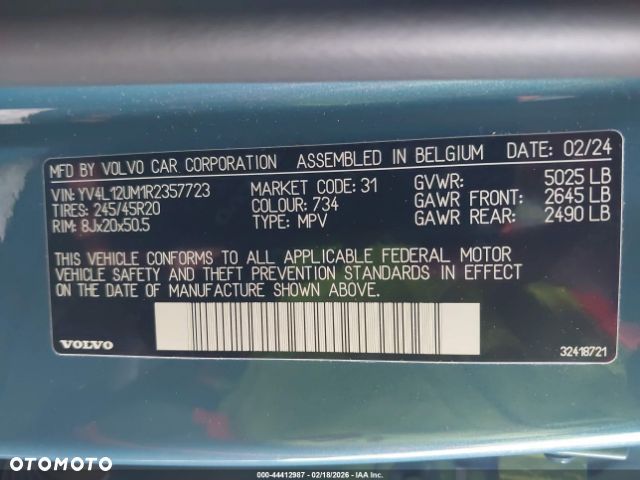 MFD BY VOLVO CAR CORPORATION ASSEMBLED IN BELGIUM DATE: 02/24
VIN: YV4L12UM1R2357723 MARKET CODE: 31 GVWR: 5025 LB
TIRES: 245/45R20 COLOUR: 734 GAWR FRONT: 2645 LB
RIM: 8Jx20x50.5 TYPE: MPV GAWR REAR: 2490 LB
THIS VEHICLE CONFORMS TO ALL APPLICABLE FEDERAL MOTOR
VEHICLE SAFETY AND THEFT PREVENTION STANDARDS IN EFFECT
ON THE DATE OF MANUFACTURE SHOWN ABOVE.
VOLVO 32418721
OTOMOTO 000-44412987 - 02/18/2026 - IAA Inc.